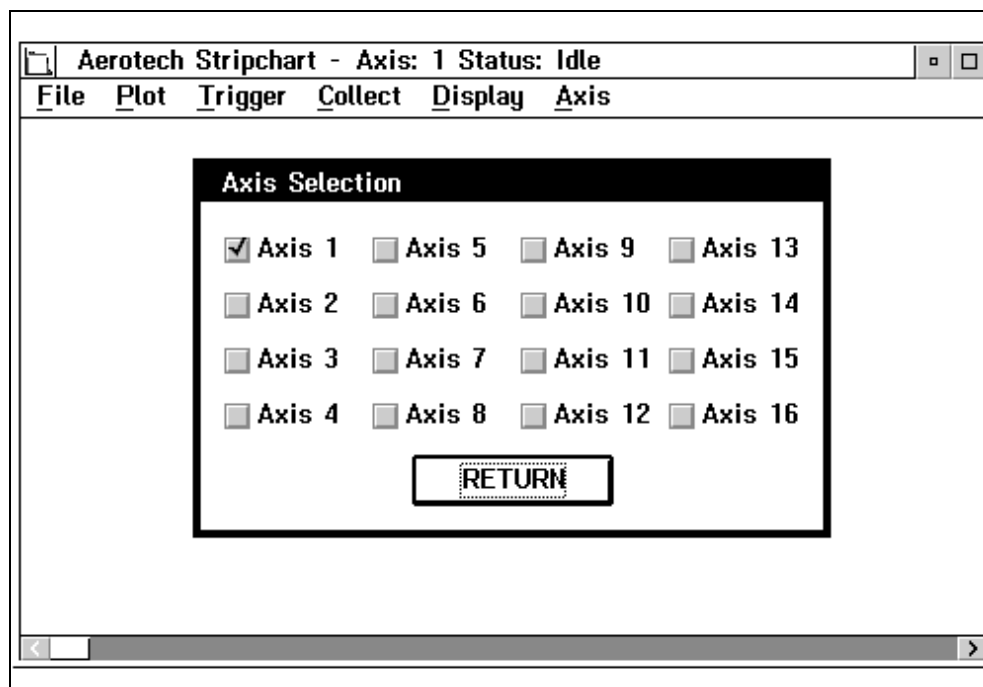 Aerotech Stripchart - Axis: 1 Status: Idle
File Plot Trigger Collect Display Axis
Axis Selection
Axis 1 Axis 5 Axis 9 Axis 13
Axis 2 Axis 6 Axis 10 Axis 14
Axis 3 Axis 7 Axis 11 Axis 15
Axis 4 Axis 8 Axis 12 Axis 16
RETURN